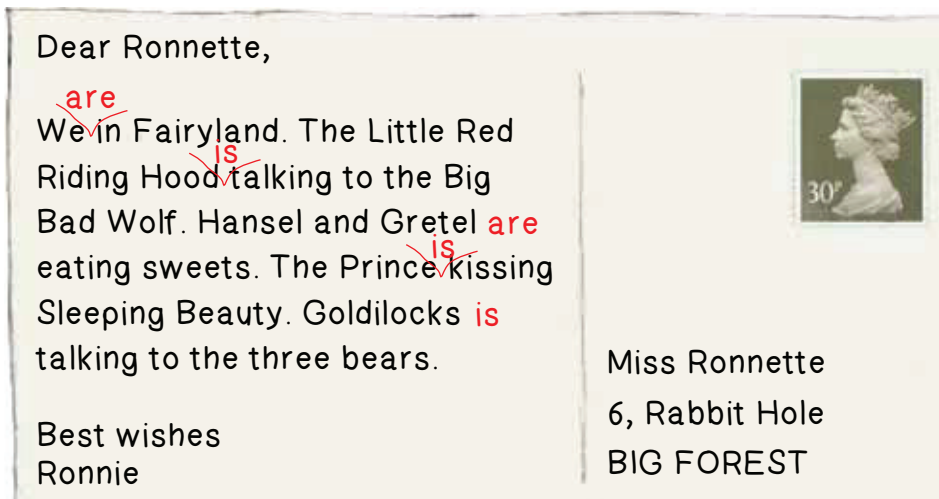 Dear Ronnette,
are
We in Fairyland. The Little Red
is
Riding Hood talking to the Big
Bad Wolf. Hansel and Gretel are
is
eating sweets. The Prince kissing
Sleeping Beauty. Goldilocks is
talking to the three bears.
Best wishes
Ronnie
30P
Miss Ronnette
6, Rabbit Hole
BIG FOREST